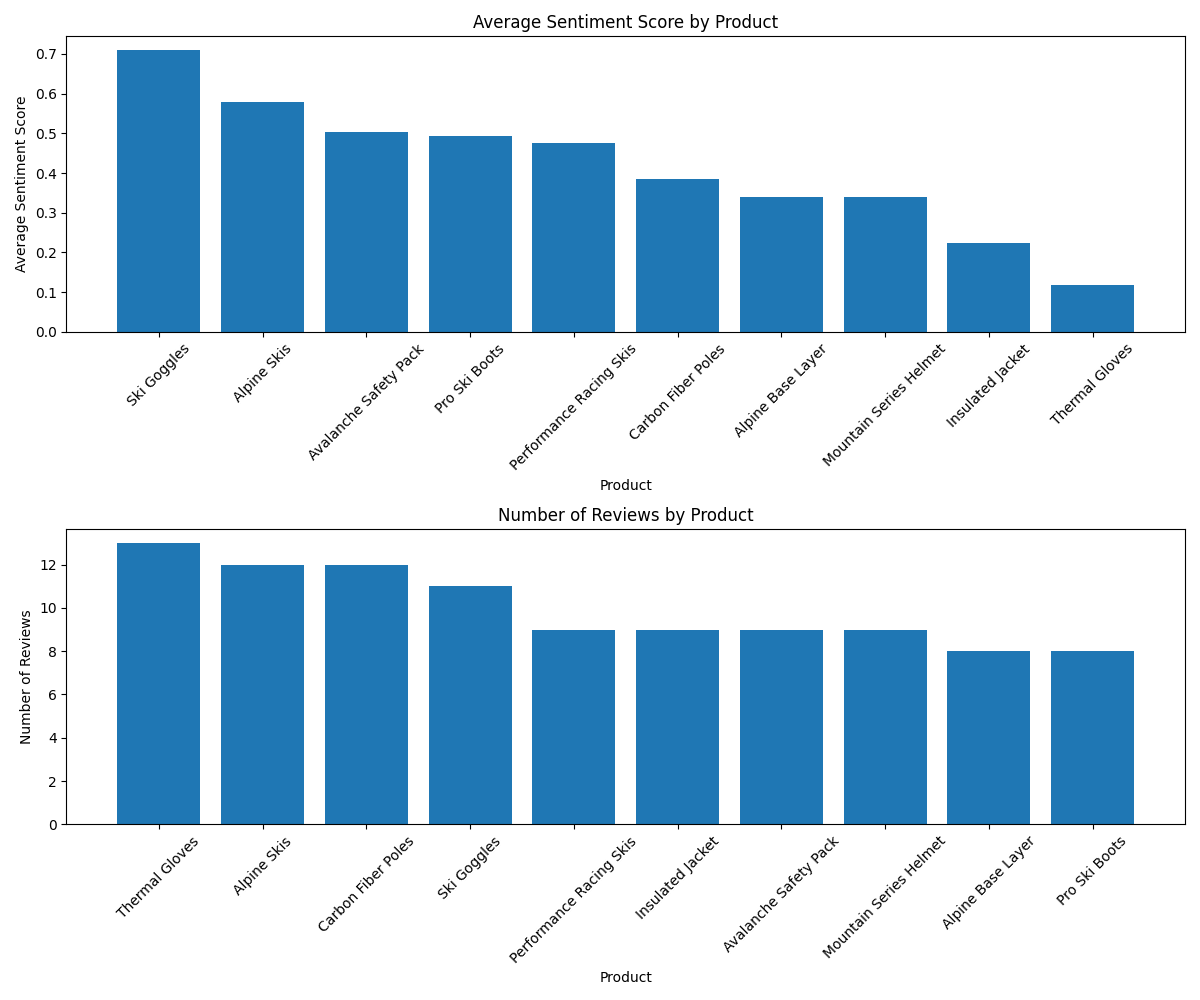 Average Sentiment Score by Product
Average Sentiment Score
0.7
0.6
0.5
0.4
0.3
0.2
0.1
0.0
Ski Goggles
Alpine Skis
Avalanche Safety Pack
Pro Ski Boots
Performance Racing Skis
Carbon Fiber Poles
Alpine Base Layer
Mountain Series Helmet
Insulated Jacket
Thermal Gloves
Product
Number of Reviews by Product
Number of Reviews
12
10
8
6
4
2
0
Thermal Gloves
Alpine Skis
Carbon Fiber Poles
Ski Goggles
Performance Racing Skis
Insulated Jacket
Avalanche Safety Pack
Mountain Series Helmet
Alpine Base Layer
Pro Ski Boots
Product